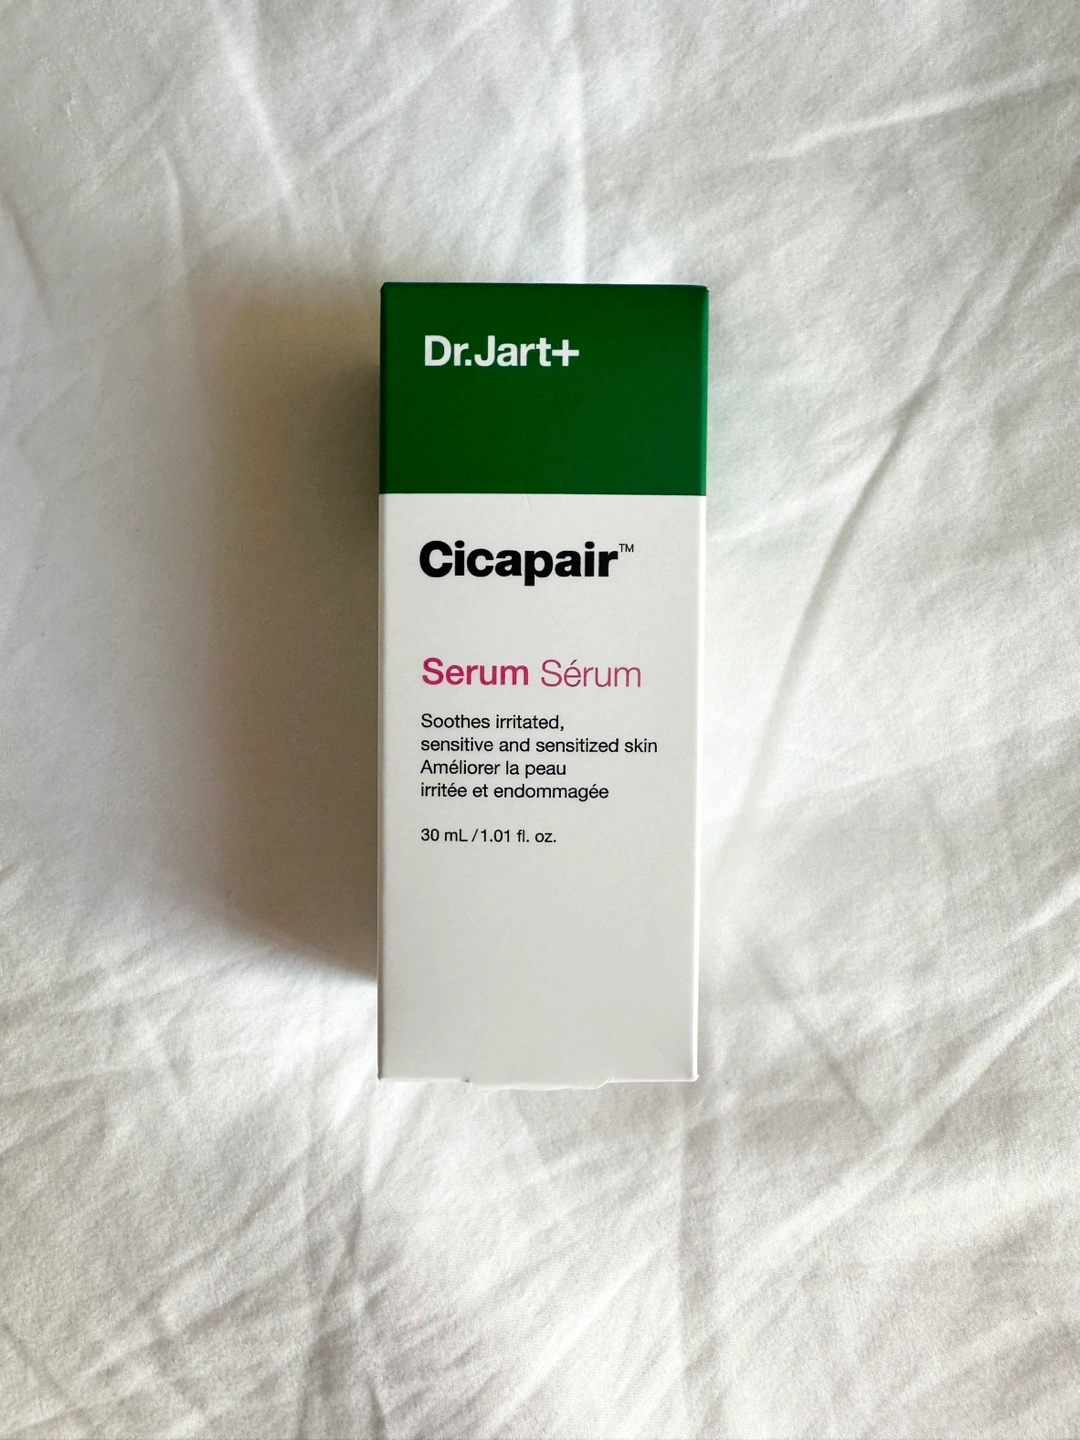 Dr.Jart+
Cicapair™
Serum Sérum
Soothes irritated,
sensitive and sensitized skin
Améliorer la peau
irritée et endommagée
30 mL / 1.01 fl. oz.